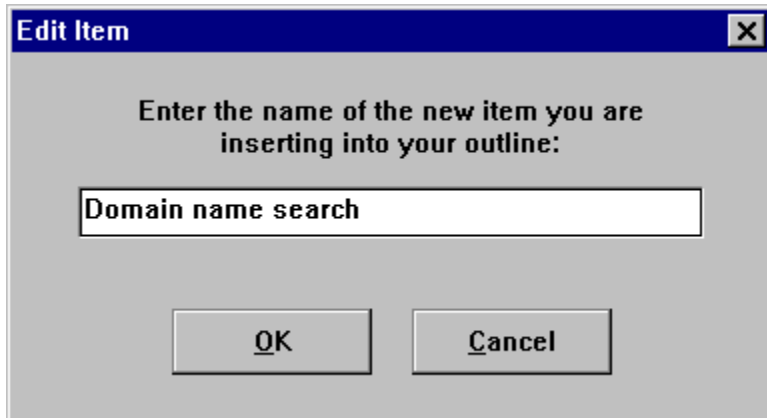 Edit Item
Enter the name of the new item you are
inserting into your outline:
Domain name search
OK
Cancel